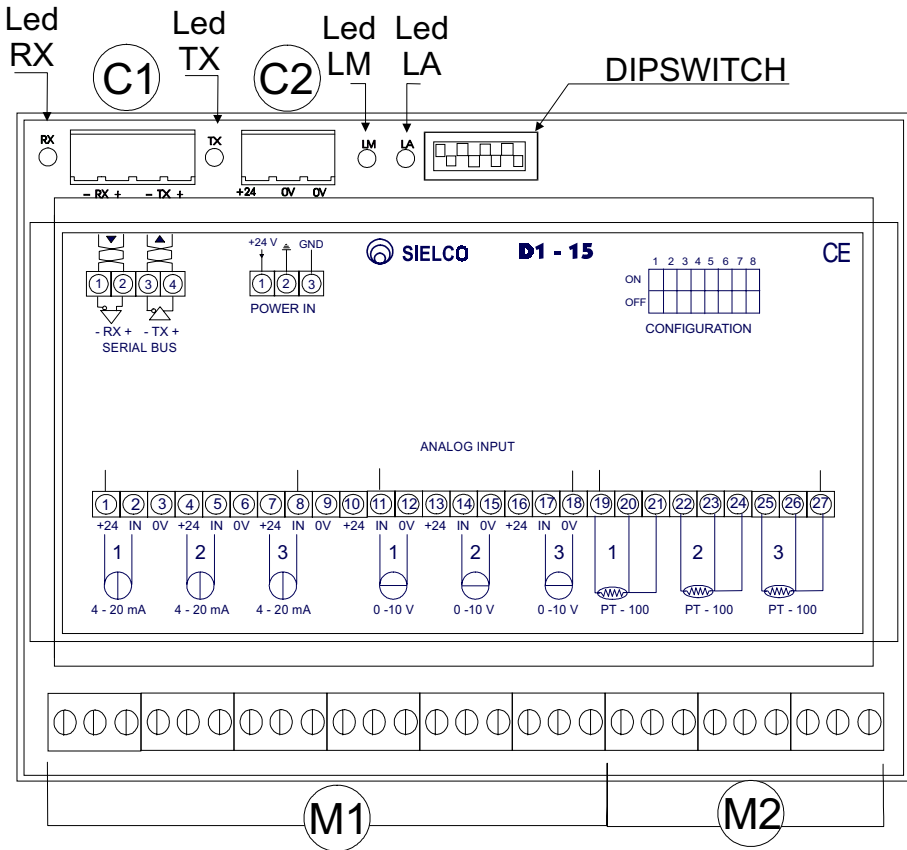 Led RX
Led TX
Led LM
Led LA
C1
C2
DIPSWITCH
RX
TX
LM
LA
- RX + - TX +
+24 0V 0V
+24 V GND
SIELCO D1 - 15 CE
1 2 3 4
1 2 3
1 2 3 4 5 6 7 8
ON
OFF
- RX + - TX +
SERIAL BUS
POWER IN
CONFIGURATION
ANALOG INPUT
1 2 3 4 5 6 7 8 9 10 11 12 13 14 15 16 17 18 19 20 21 22 23 24 25 26 27
+24 IN 0V +24 IN 0V +24 IN 0V +24 IN 0V +24 IN 0V +24 IN 0V
1 2 3 1 2 3 1 2 3
4 - 20 mA 4 - 20 mA 4 - 20 mA 0 -10 V 0 -10 V 0 -10 V PT - 100 PT - 100 PT - 100
M1 M2